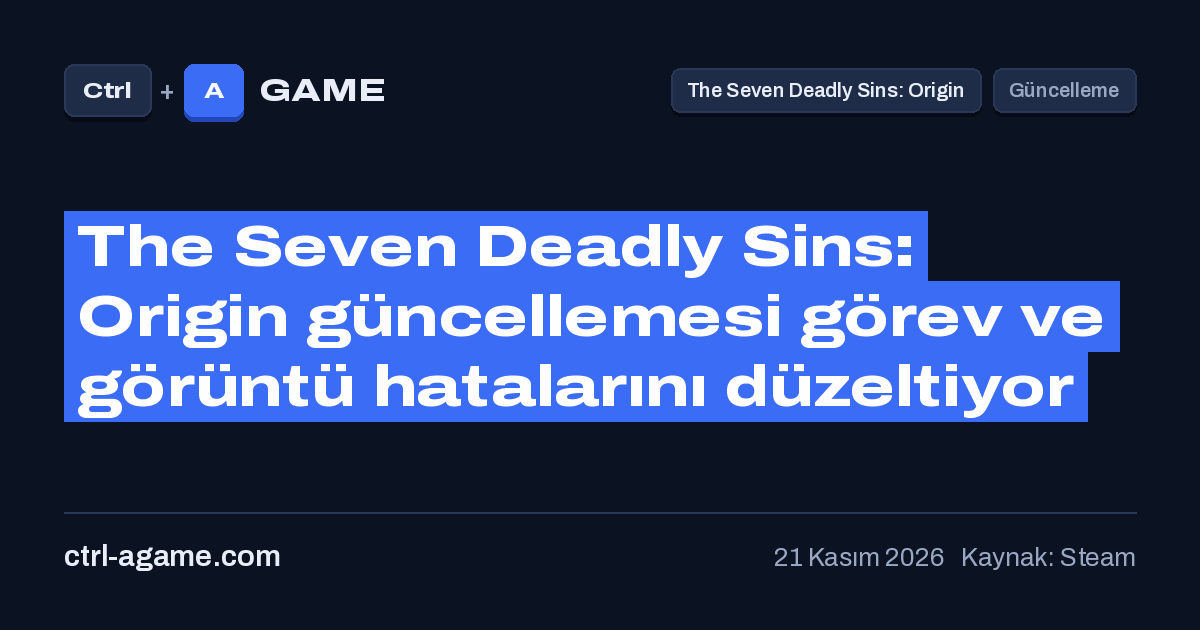 Ctrl + A GAME
The Seven Deadly Sins: Origin
Güncelleme
The Seven Deadly Sins:
Origin güncellemesi görev ve
görüntü hatalarını düzeltiyor
ctrl-agame.com
21 Kasım 2026 Kaynak: Steam